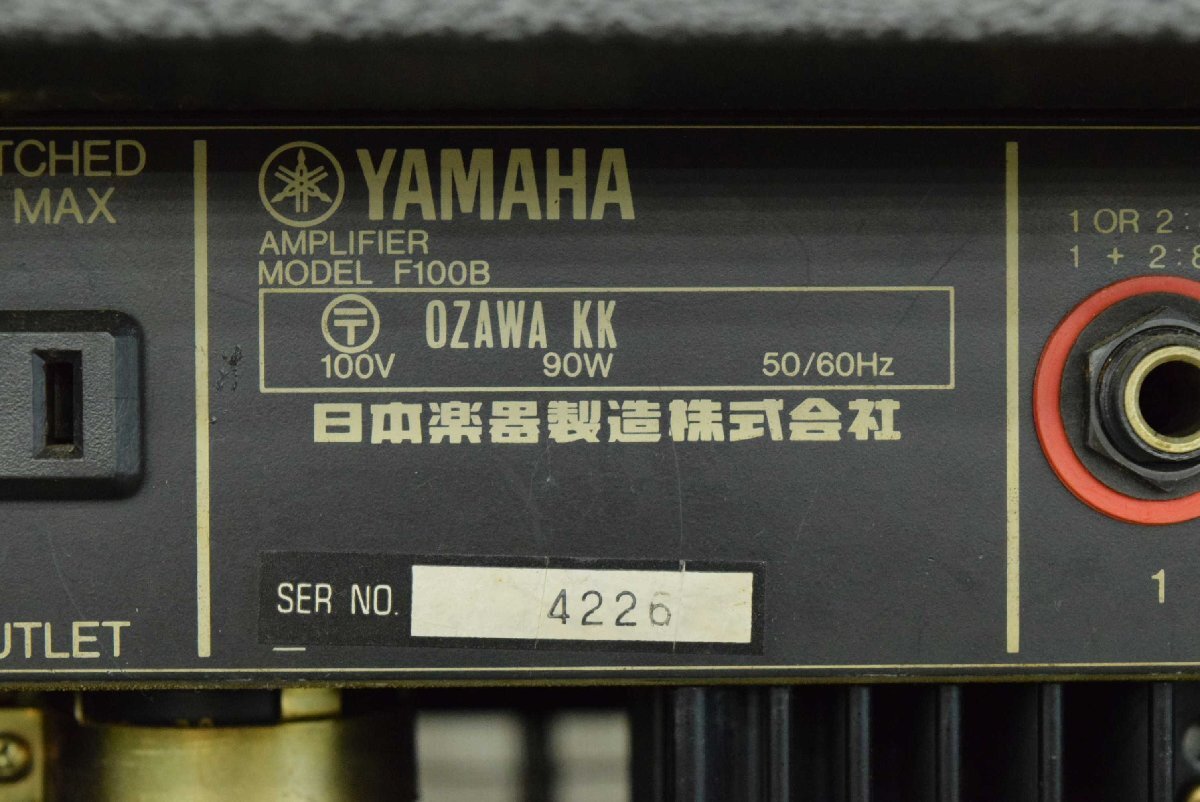 TCHED
MAX
UTLET
YAMAHA
AMPLIFIER
MODEL F100B
〒 OZAWA KK
100V 90W 50/60Hz
日本楽器製造株式会社
SER NO. 4226
1 OR 2:
1 + 2:8
1